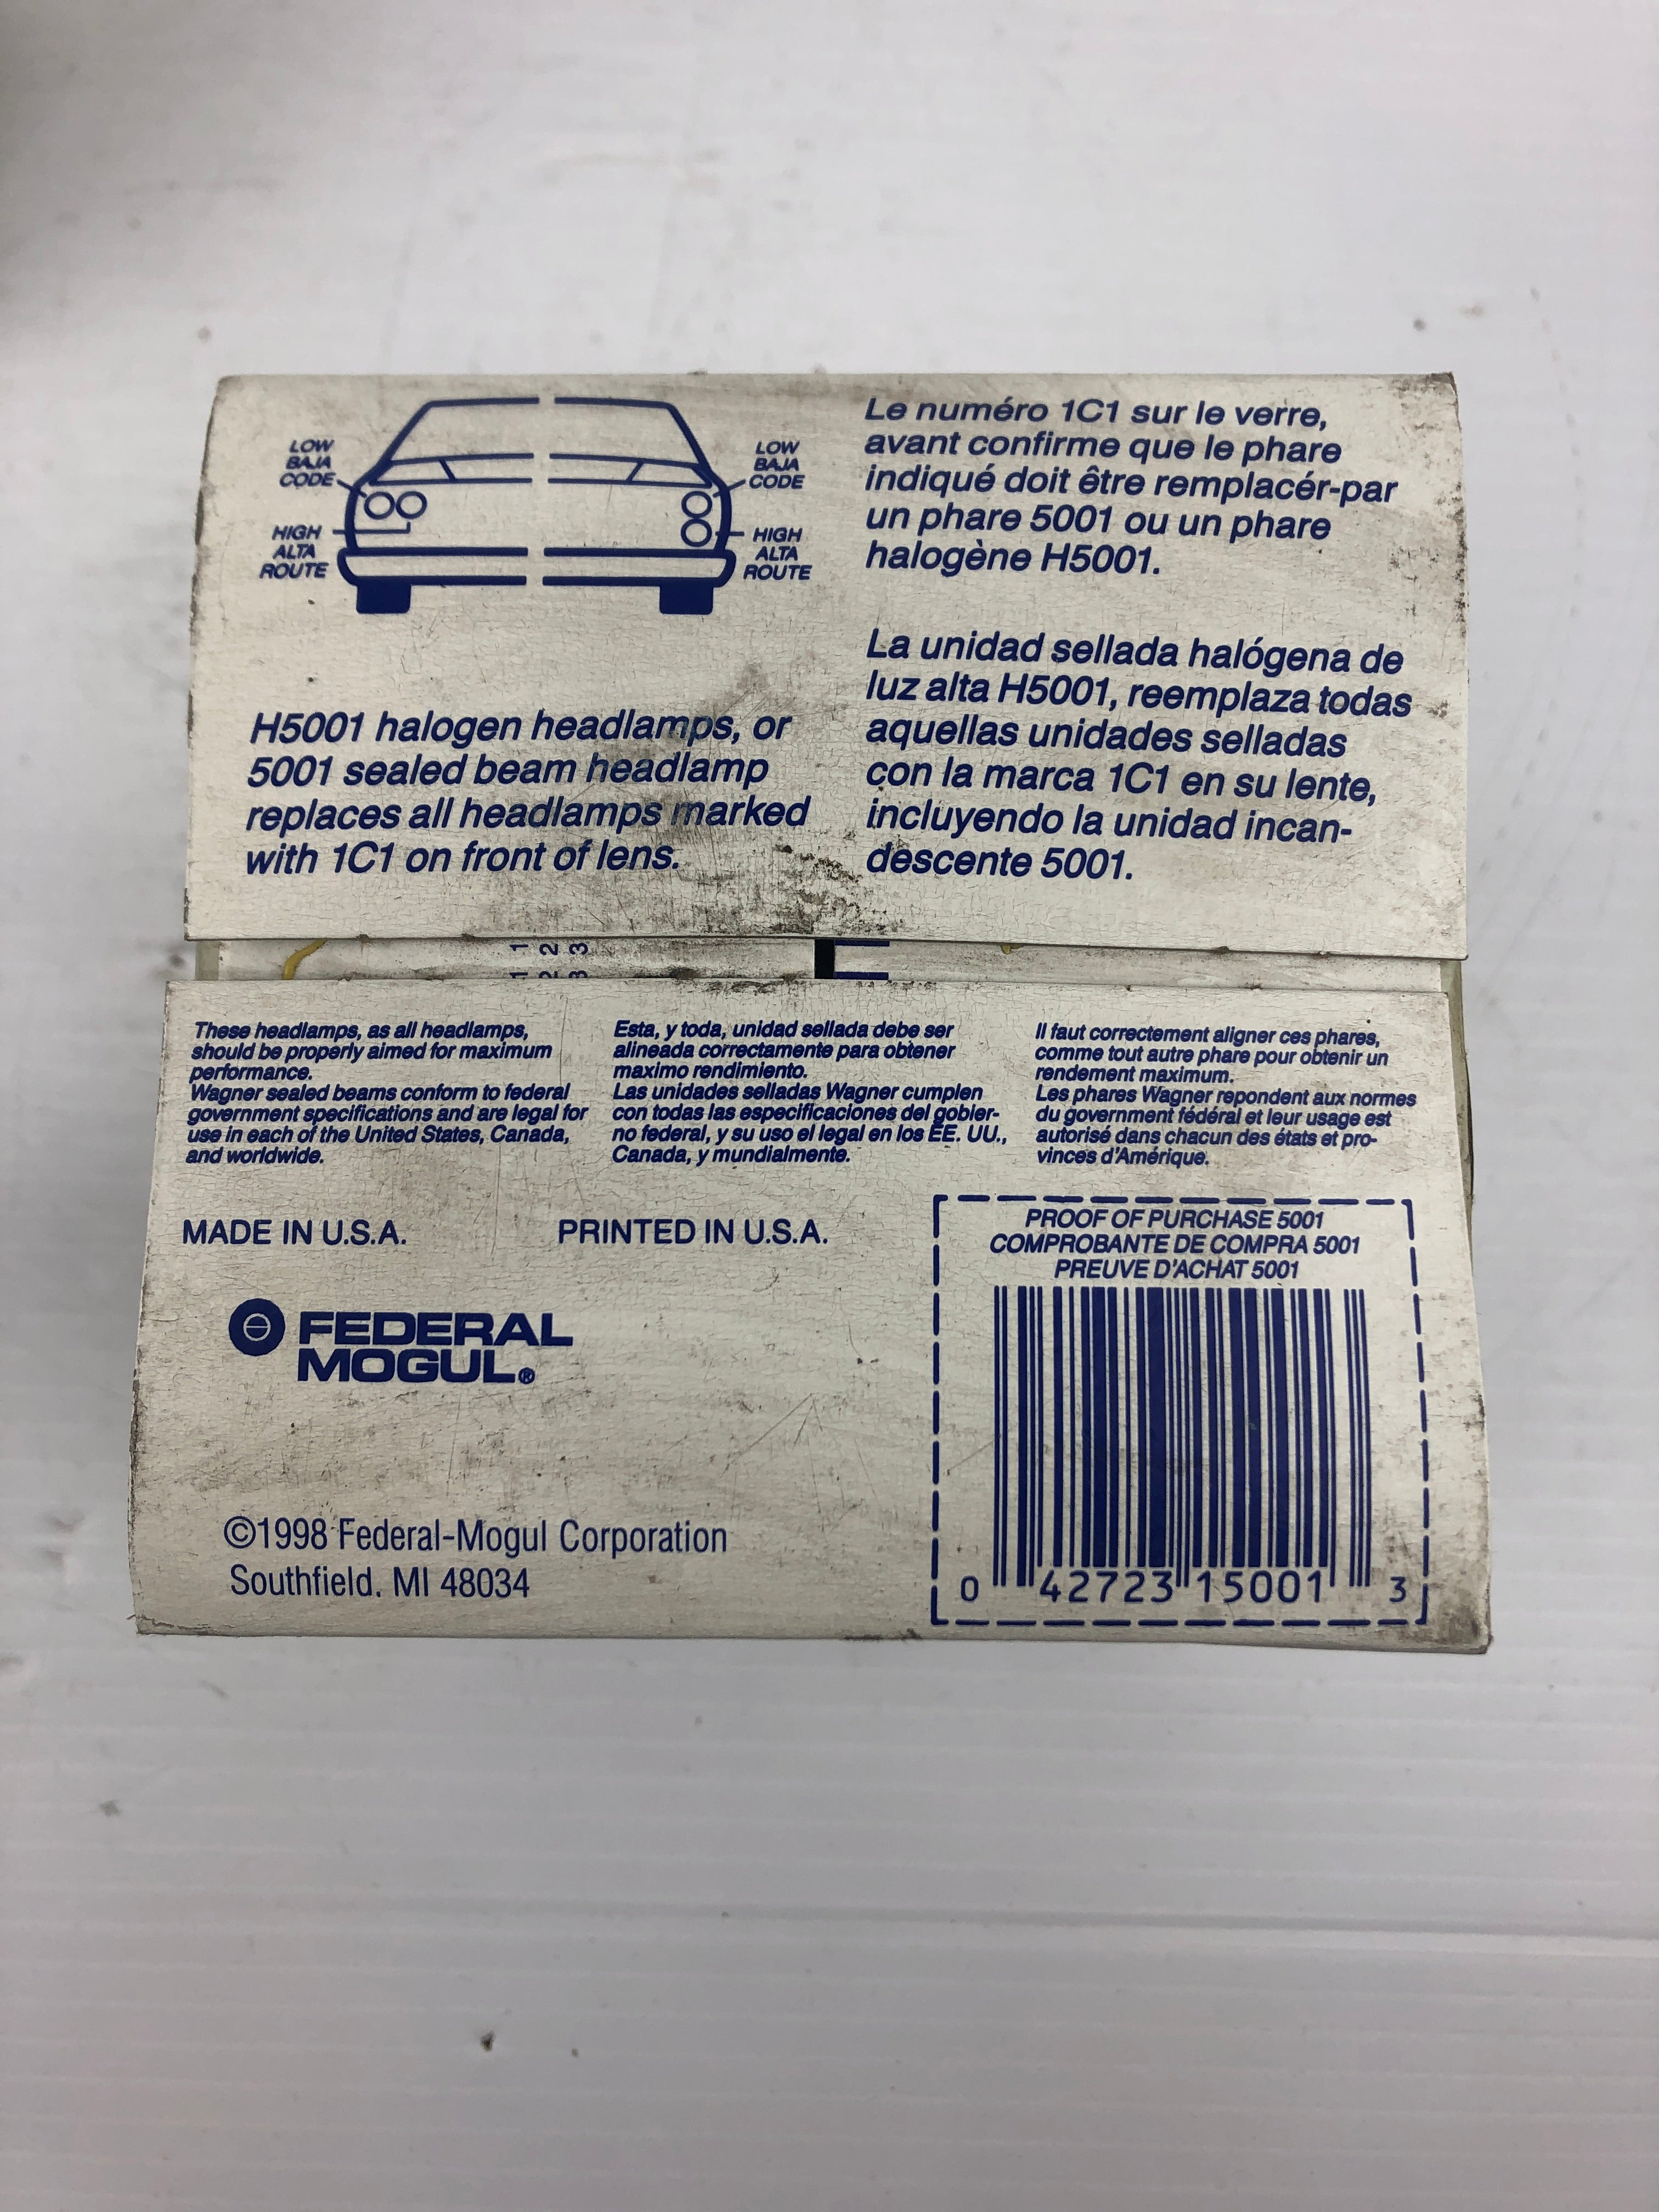 LOW
BAJA
CODE
HIGH
ALTA
ROUTE
LOW
BAJA
CODE
HIGH
ALTA
ROUTE
H5001 halogen headlamps, or
5001 sealed beam headlamp
replaces all headlamps marked
with 1C1 on front of lens.
Le numéro 1C1 sur le verre,
avant confirme que le phare
indiqué doit être remplacér-par
un phare 5001 ou un phare
halogène H5001.
La unidad sellada halógena de
luz alta H5001, reemplaza todas
aquellas unidades selladas
con la marca 1C1 en su lente,
incluyendo la unidad incan-
descente 5001.
1 2 3
1 2 3
These headlamps, as all headlamps,
should be properly aimed for maximum
performance.
Wagner sealed beams conform to federal
government specifications and are legal for
use in each of the United States, Canada,
and worldwide.
Esta, y toda, unidad sellada debe ser
alineada correctamente para obtener
maximo rendimiento.
Las unidades selladas Wagner cumplen
con todas las especificaciones del gobier-
no federal, y su uso el legal en los EE. UU.,
Canada, y mundialmente.
Il faut correctement aligner ces phares,
comme tout autre phare pour obtenir un
rendement maximum.
Les phares Wagner repondent aux normes
du government fédéral et leur usage est
autorisé dans chacun des états et pro-
vinces d'Amérique.
MADE IN U.S.A.
PRINTED IN U.S.A.
FEDERAL
MOGUL®
©1998 Federal-Mogul Corporation
Southfield, MI 48034
PROOF OF PURCHASE 5001
COMPROBANTE DE COMPRA 5001
PREUVE D'ACHAT 5001
0 42723 15001 3